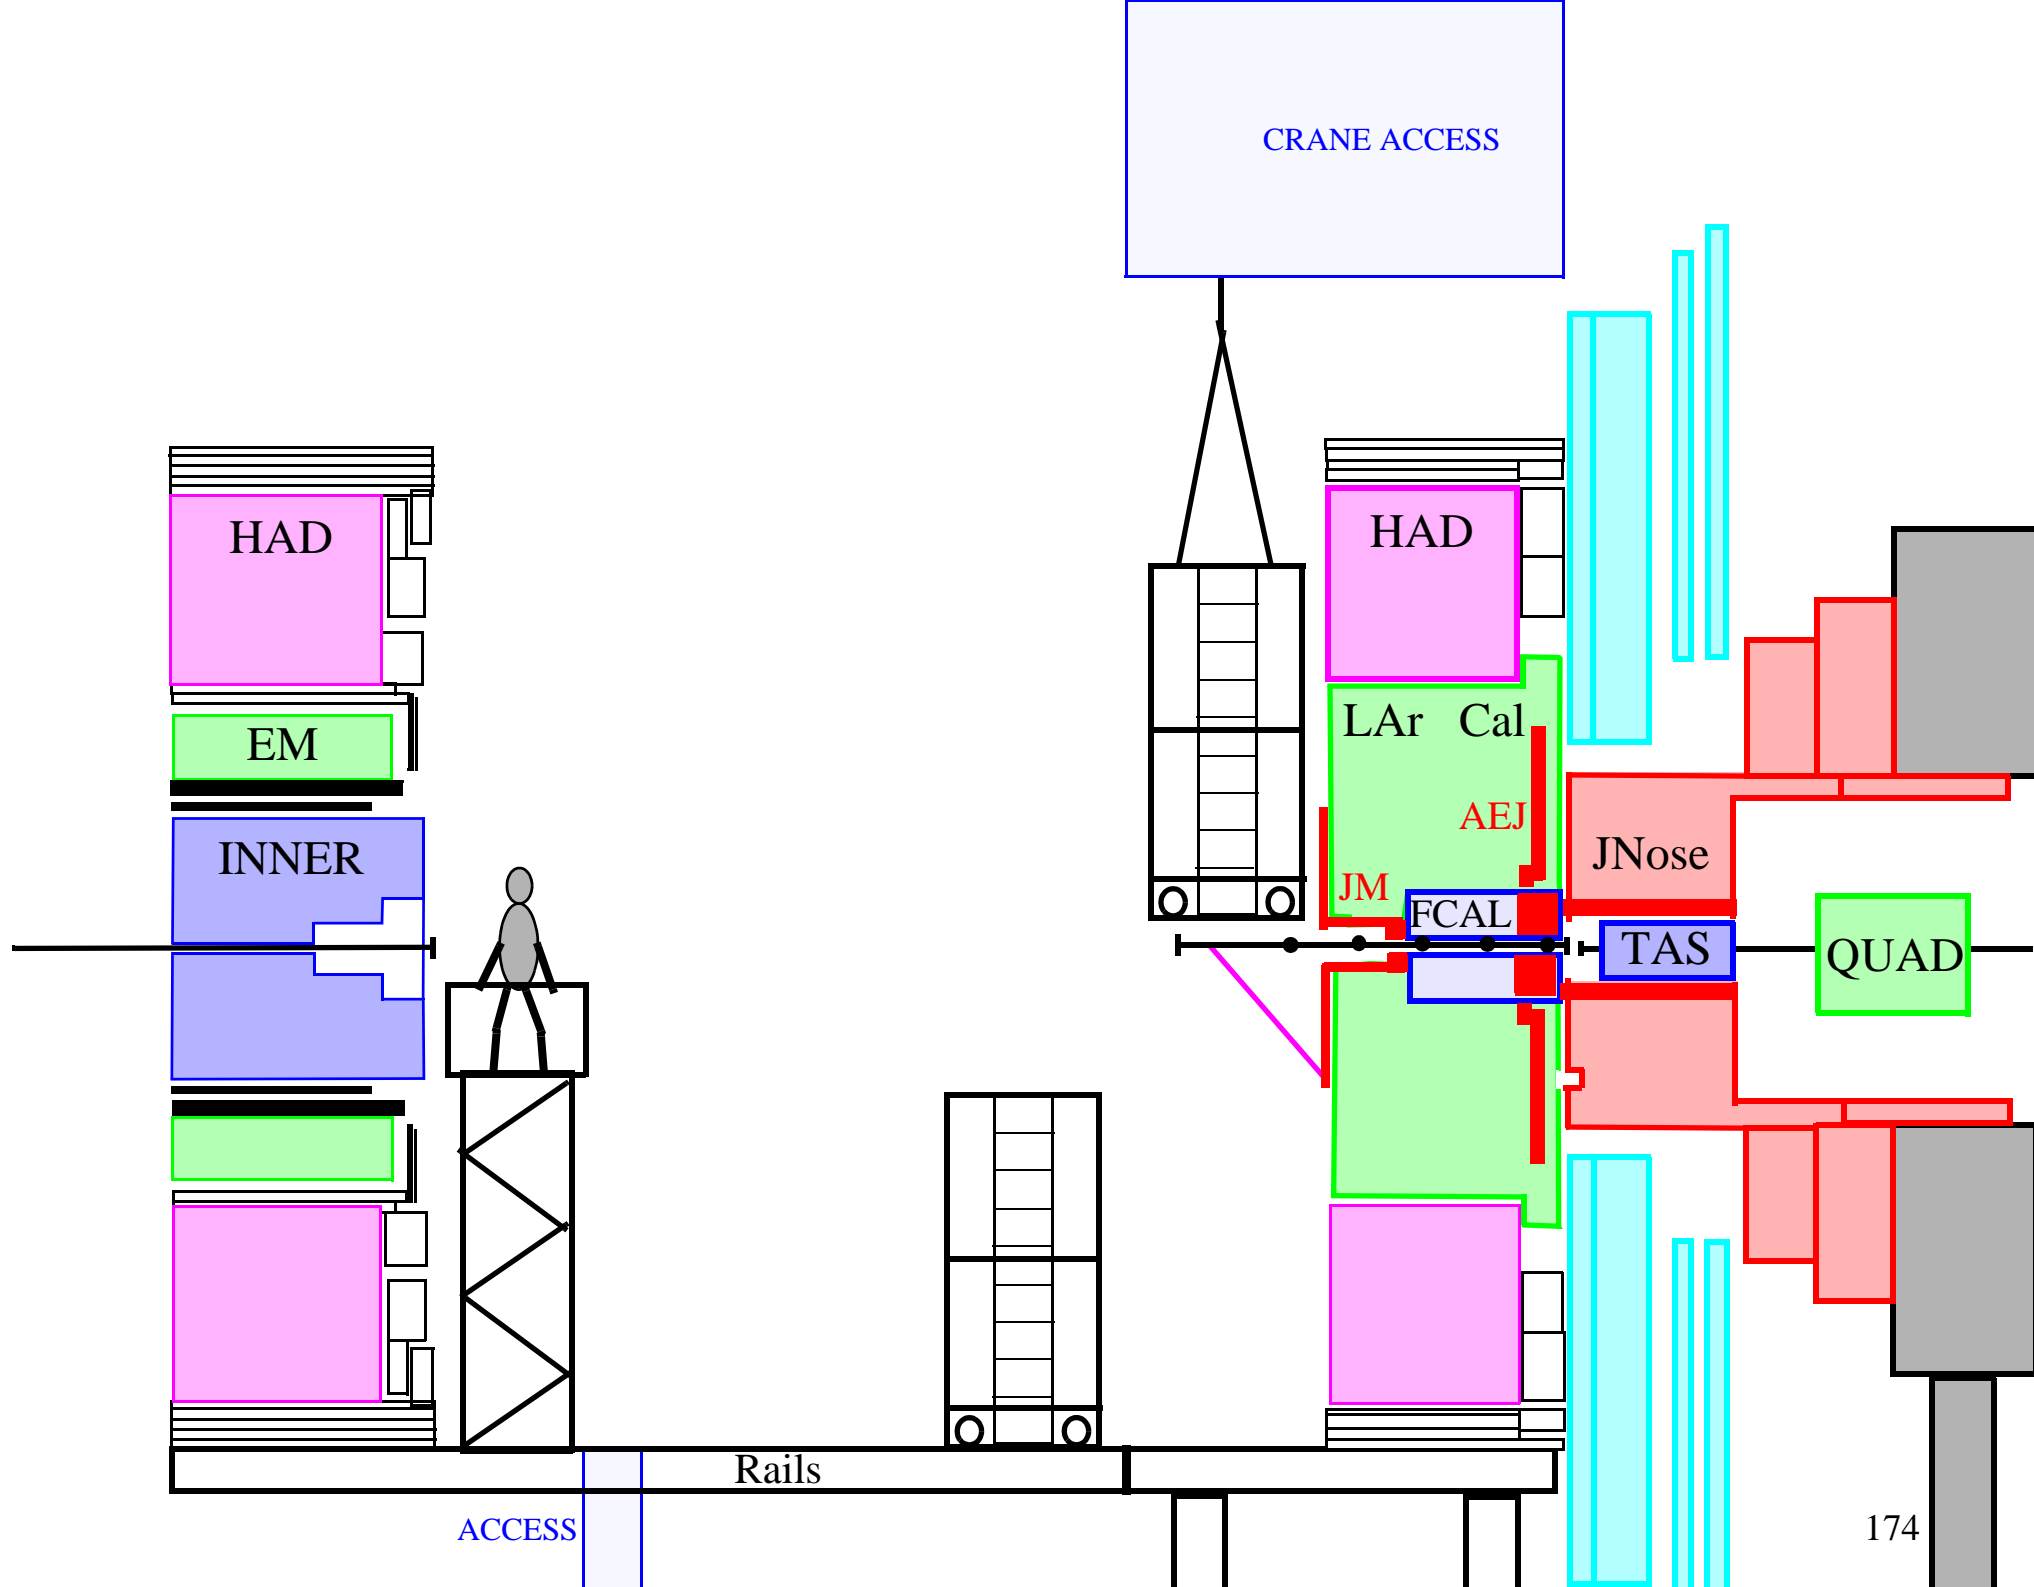 CRANE ACCESS
HAD
HAD
EM
LAr Cal
AEJ
INNER
JNose
JM
FCAL
TAS
QUAD
Rails
ACCESS
174